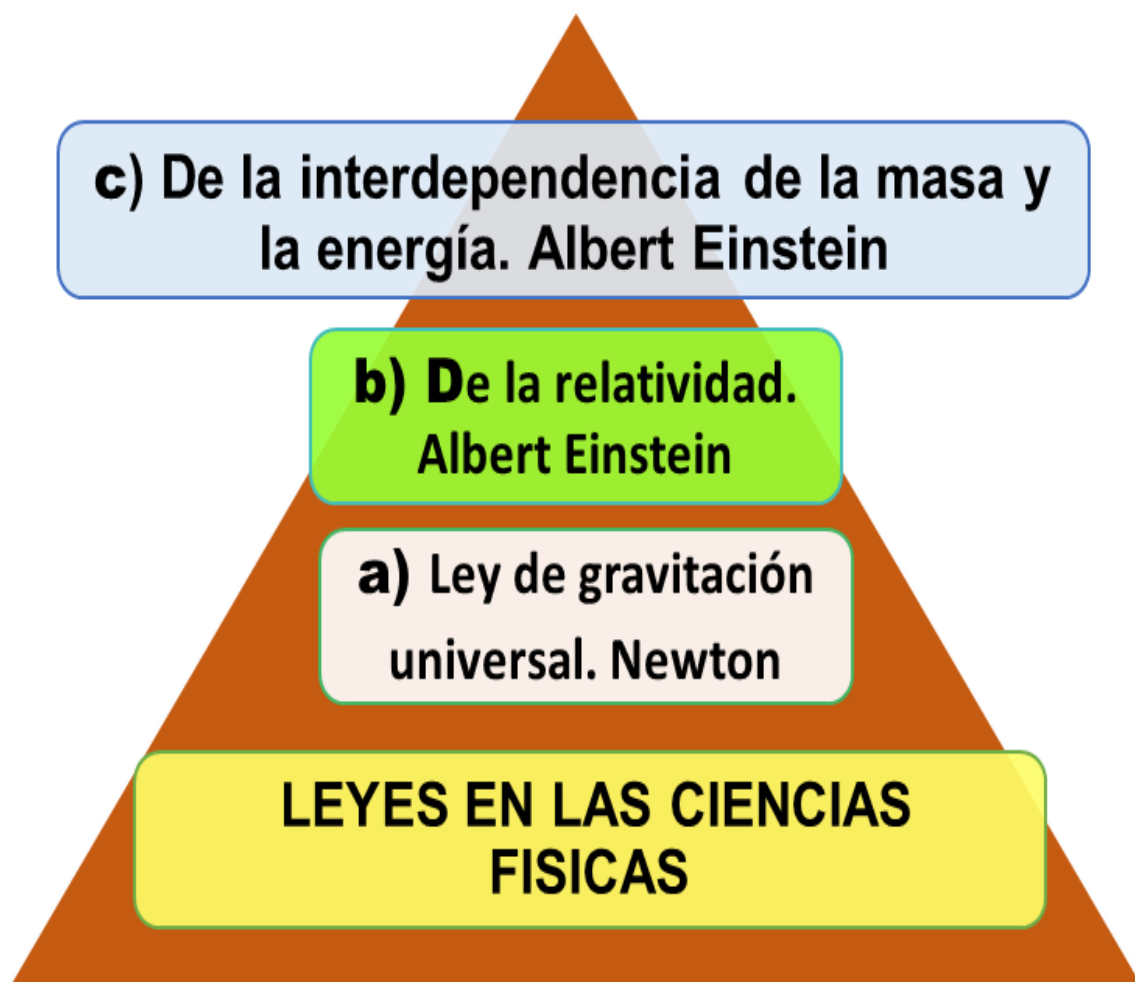 c) De la interdependencia de la masa y
la energía. Albert Einstein
b) De la relatividad.
Albert Einstein
a) Ley de gravitación
universal. Newton
LEYES EN LAS CIENCIAS
FISICAS